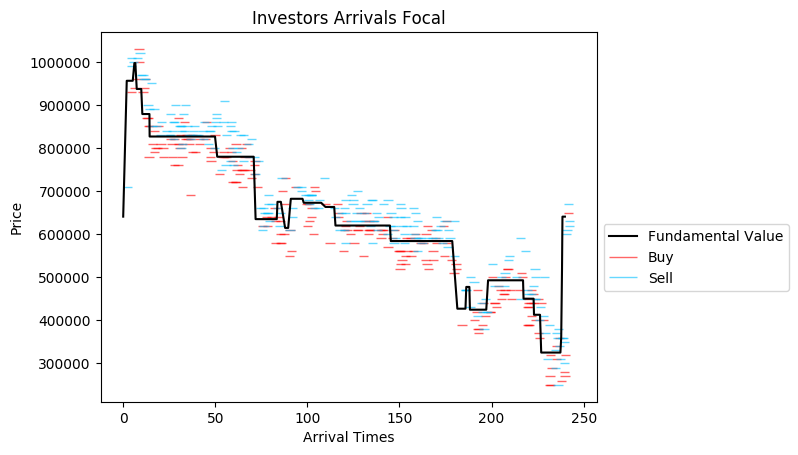 Investors Arrivals Focal
Price
1000000
900000
800000
700000
600000
500000
400000
300000
0 50 100 150 200 250
Arrival Times
Fundamental Value
Buy
Sell